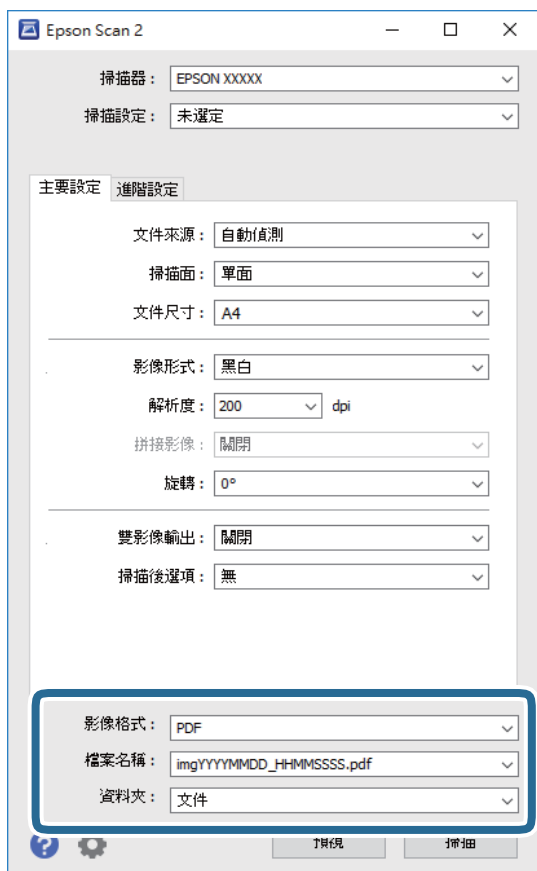 Epson Scan 2
掃描器： EPSON XXXXX
掃描設定： 未選定
主要設定 進階設定
文件來源： 自動偵測
掃描面： 單面
文件尺寸： A4
影像形式： 黑白
解析度： 200 dpi
拼接影像： 關閉
旋轉： 0°
雙影像輸出： 關閉
掃描後選項： 無
影像格式： PDF
檔案名稱： imgYYYYMMDD_HHMMSSSS.pdf
資料夾： 文件
預視 掃描